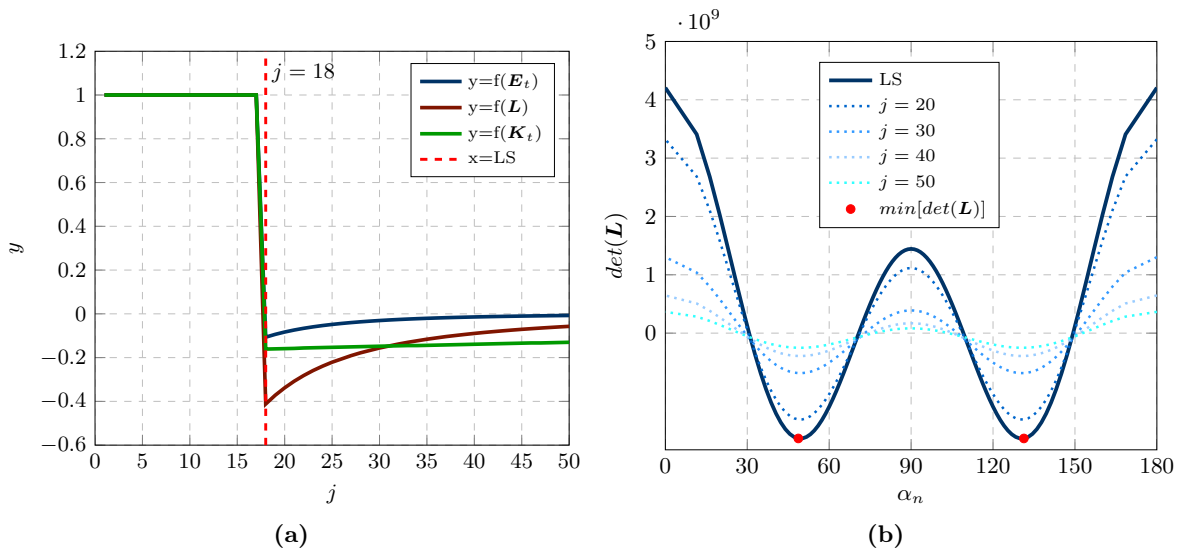 y
1.2
1
0.8
0.6
0.4
0.2
0
−0.2
−0.4
−0.6
0 5 10 15 20 25 30 35 40 45 50
j
j = 18
y=f(E_t)
y=f(L)
y=f(K_t)
x=LS
(a)
· 10^9
det(L)
5
4
3
2
1
0
0 30 60 90 120 150 180
α_n
LS
j = 20
j = 30
j = 40
j = 50
min[det(L)]
(b)